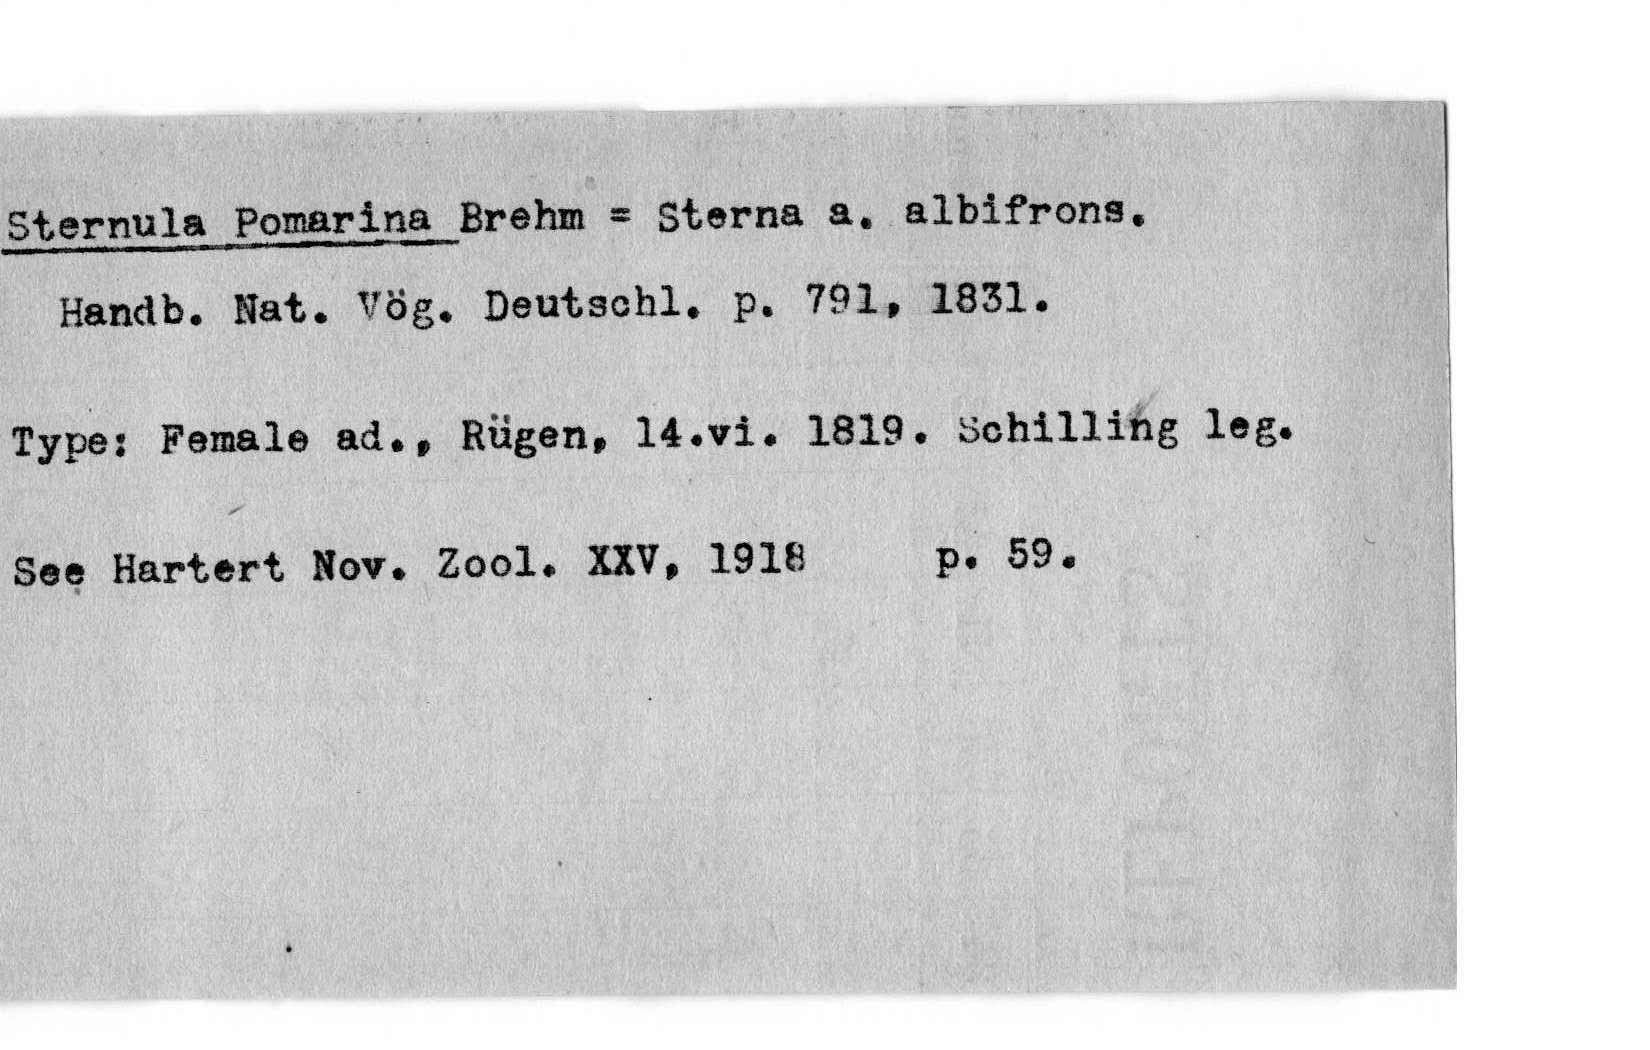 Sternula Pomarina Brehm = Sterna a. albifrons.
Handb. Nat. Vög. Deutschl. p. 791, 1831.
Type: Female ad., Rügen, 14.vi. 1819. Schilling leg.
See Hartert Nov. Zool. XXV, 1918 p. 59.